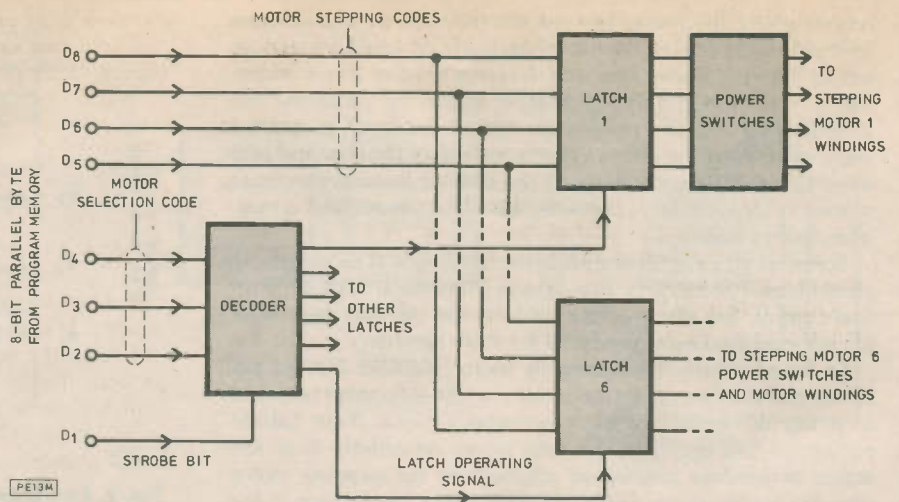 MOTOR STEPPING CODES
D8
D7
D6
D5
LATCH
1
POWER
SWITCHES
TO
STEPPING
MOTOR 1
WINDINGS
8-BIT PARALLEL BYTE
FROM PROGRAM MEMORY
MOTOR
SELECTION CODE
D4
D3
D2
DECODER
TO
OTHER
LATCHES
LATCH
6
TO STEPPING MOTOR 6
POWER SWITCHES
AND MOTOR WINDINGS
D1
STROBE BIT
LATCH OPERATING
SIGNAL
PE13M